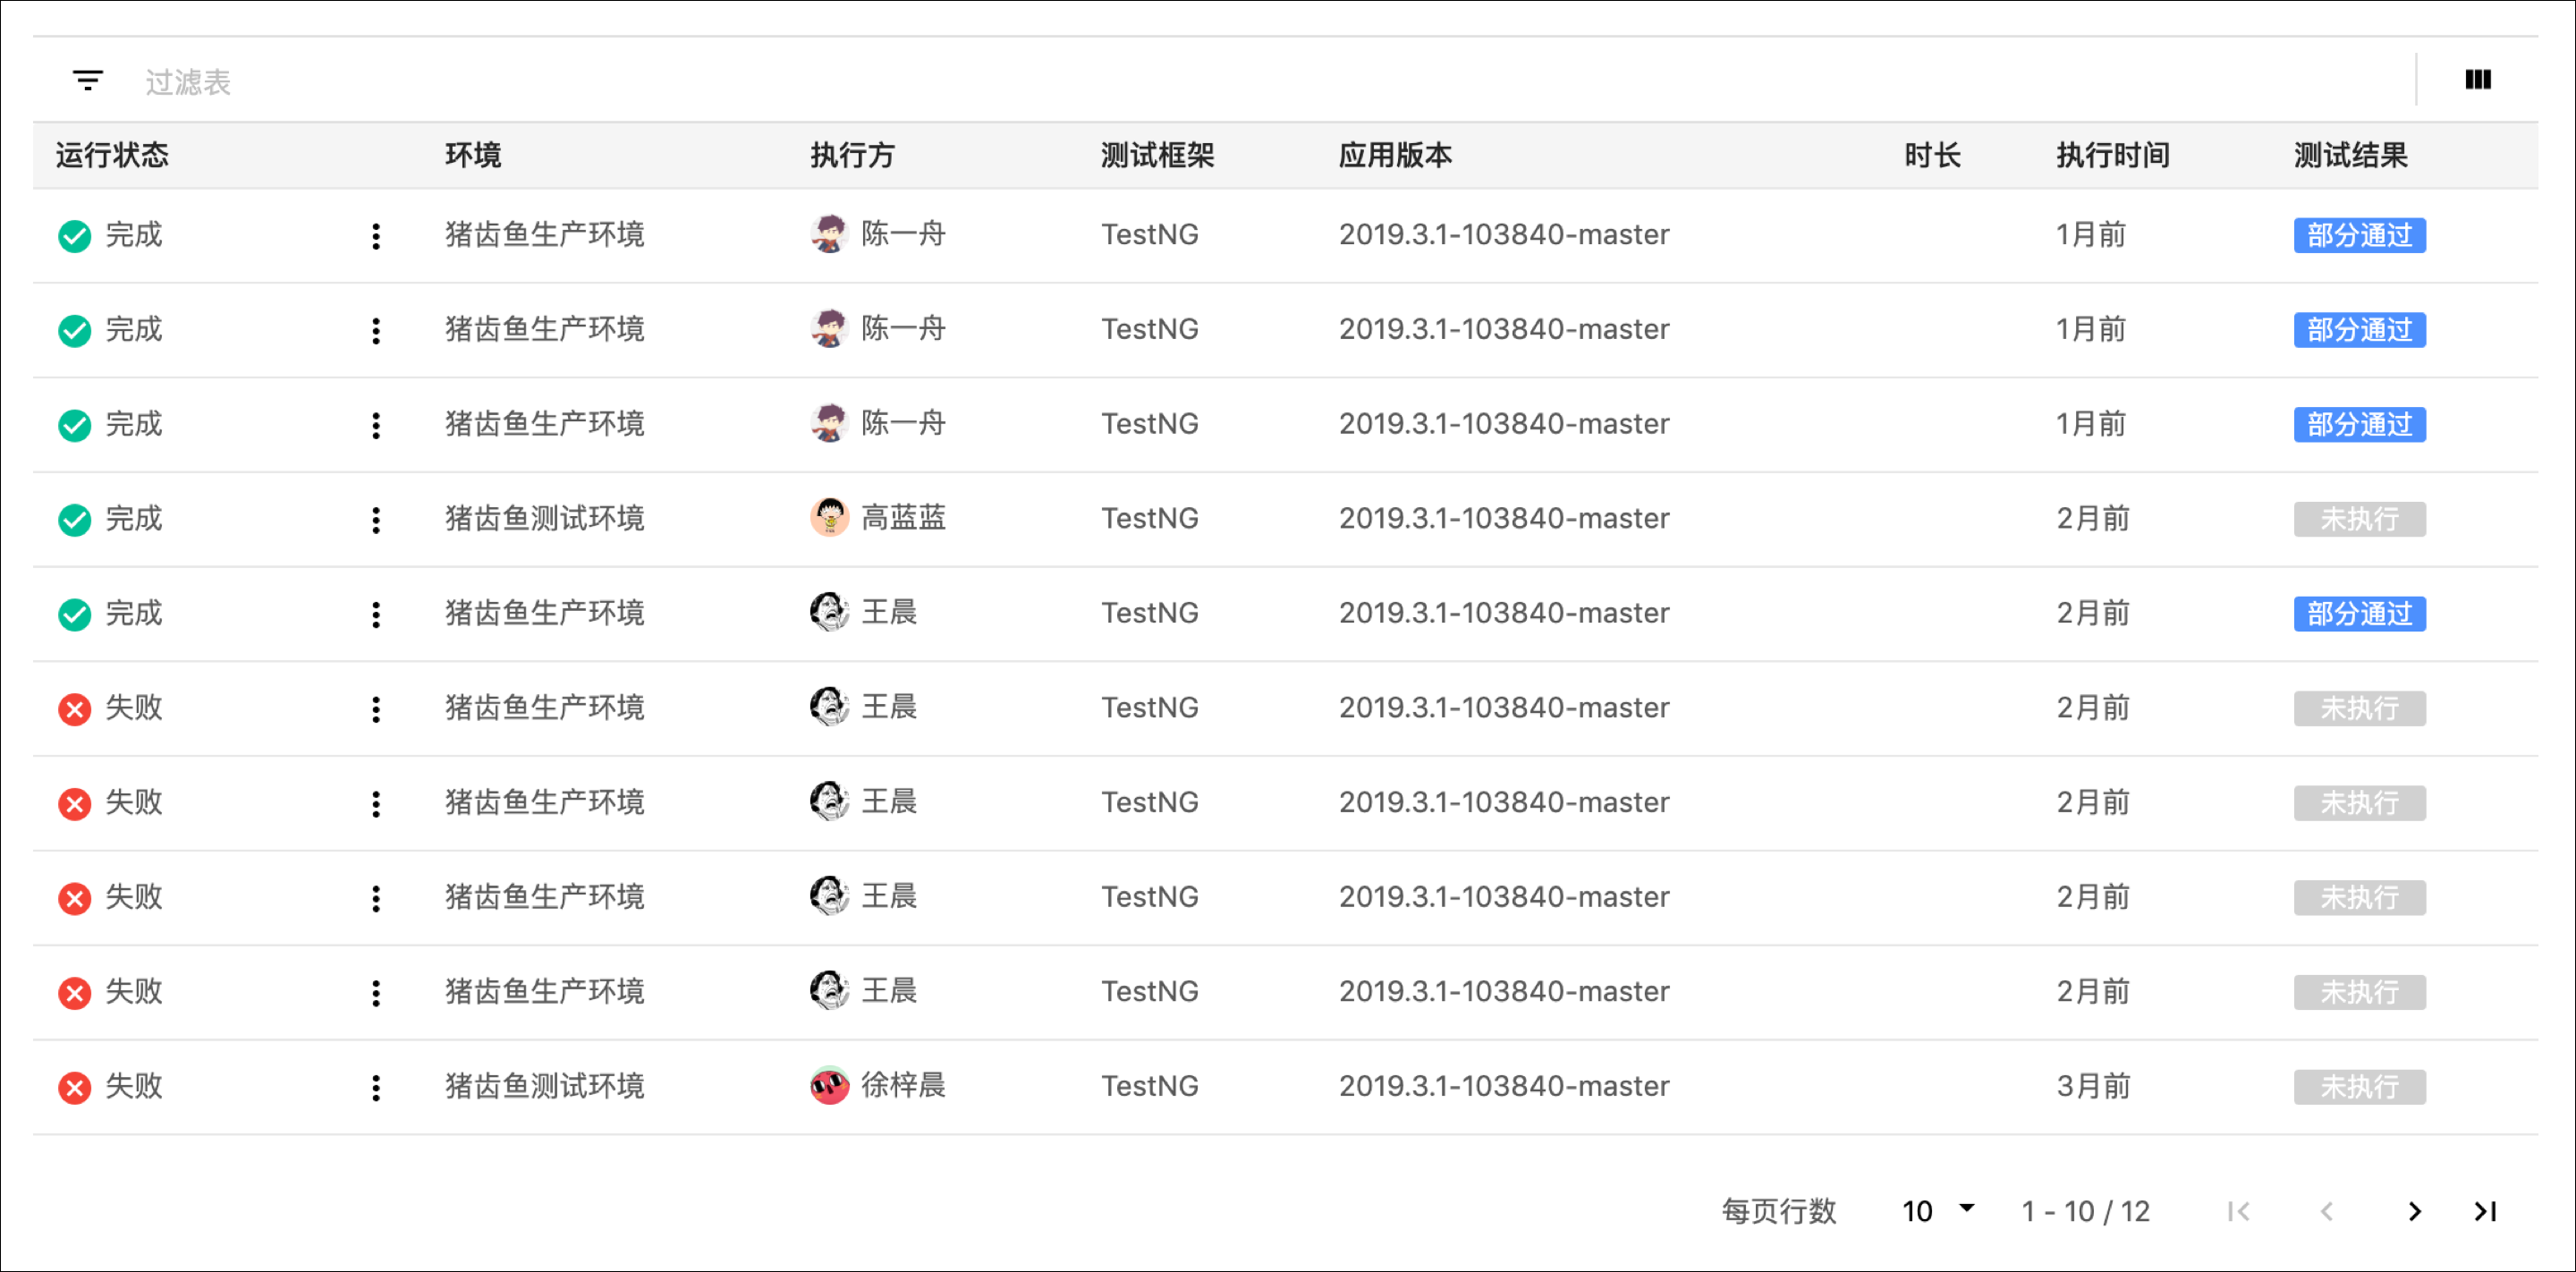 过滤表
运行状态 环境 执行方 测试框架 应用版本 时长 执行时间 测试结果
完成 猪齿鱼生产环境 陈一舟 TestNG 2019.3.1-103840-master 1月前 部分通过
完成 猪齿鱼生产环境 陈一舟 TestNG 2019.3.1-103840-master 1月前 部分通过
完成 猪齿鱼生产环境 陈一舟 TestNG 2019.3.1-103840-master 1月前 部分通过
完成 猪齿鱼测试环境 高蓝蓝 TestNG 2019.3.1-103840-master 2月前 未执行
完成 猪齿鱼生产环境 王晨 TestNG 2019.3.1-103840-master 2月前 部分通过
失败 猪齿鱼生产环境 王晨 TestNG 2019.3.1-103840-master 2月前 未执行
失败 猪齿鱼生产环境 王晨 TestNG 2019.3.1-103840-master 2月前 未执行
失败 猪齿鱼生产环境 王晨 TestNG 2019.3.1-103840-master 2月前 未执行
失败 猪齿鱼生产环境 王晨 TestNG 2019.3.1-103840-master 2月前 未执行
失败 猪齿鱼测试环境 徐梓晨 TestNG 2019.3.1-103840-master 3月前 未执行
每页行数 10 1 - 10 / 12